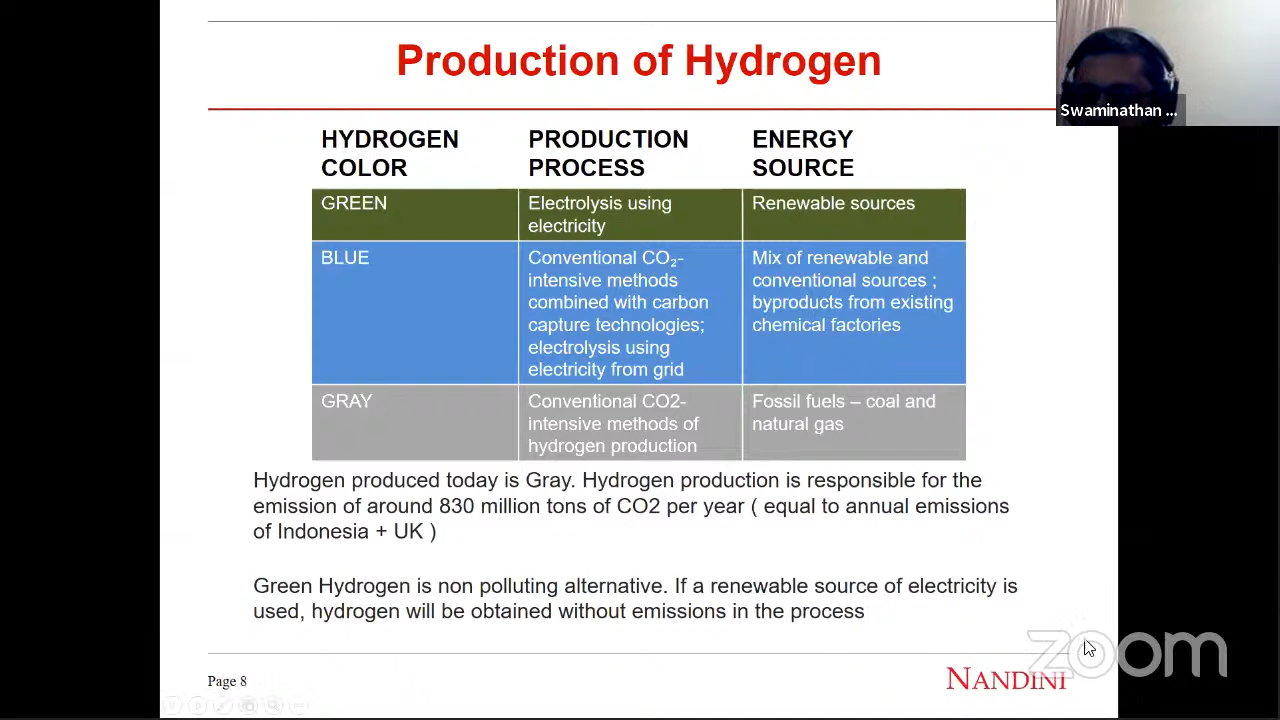 Production of Hydrogen
Swaminathan ...
HYDROGEN COLOR
PRODUCTION PROCESS
ENERGY SOURCE
GREEN
Electrolysis using
electricity
Renewable sources
BLUE
Conventional CO₂-
intensive methods
combined with carbon
capture technologies;
electrolysis using
electricity from grid
Mix of renewable and
conventional sources ;
byproducts from existing
chemical factories
GRAY
Conventional CO2-
intensive methods of
hydrogen production
Fossil fuels – coal and
natural gas
Hydrogen produced today is Gray. Hydrogen production is responsible for the
emission of around 830 million tons of CO2 per year ( equal to annual emissions
of Indonesia + UK )
Green Hydrogen is non polluting alternative. If a renewable source of electricity is
used, hydrogen will be obtained without emissions in the process
zoom
Page 8
NANDINI